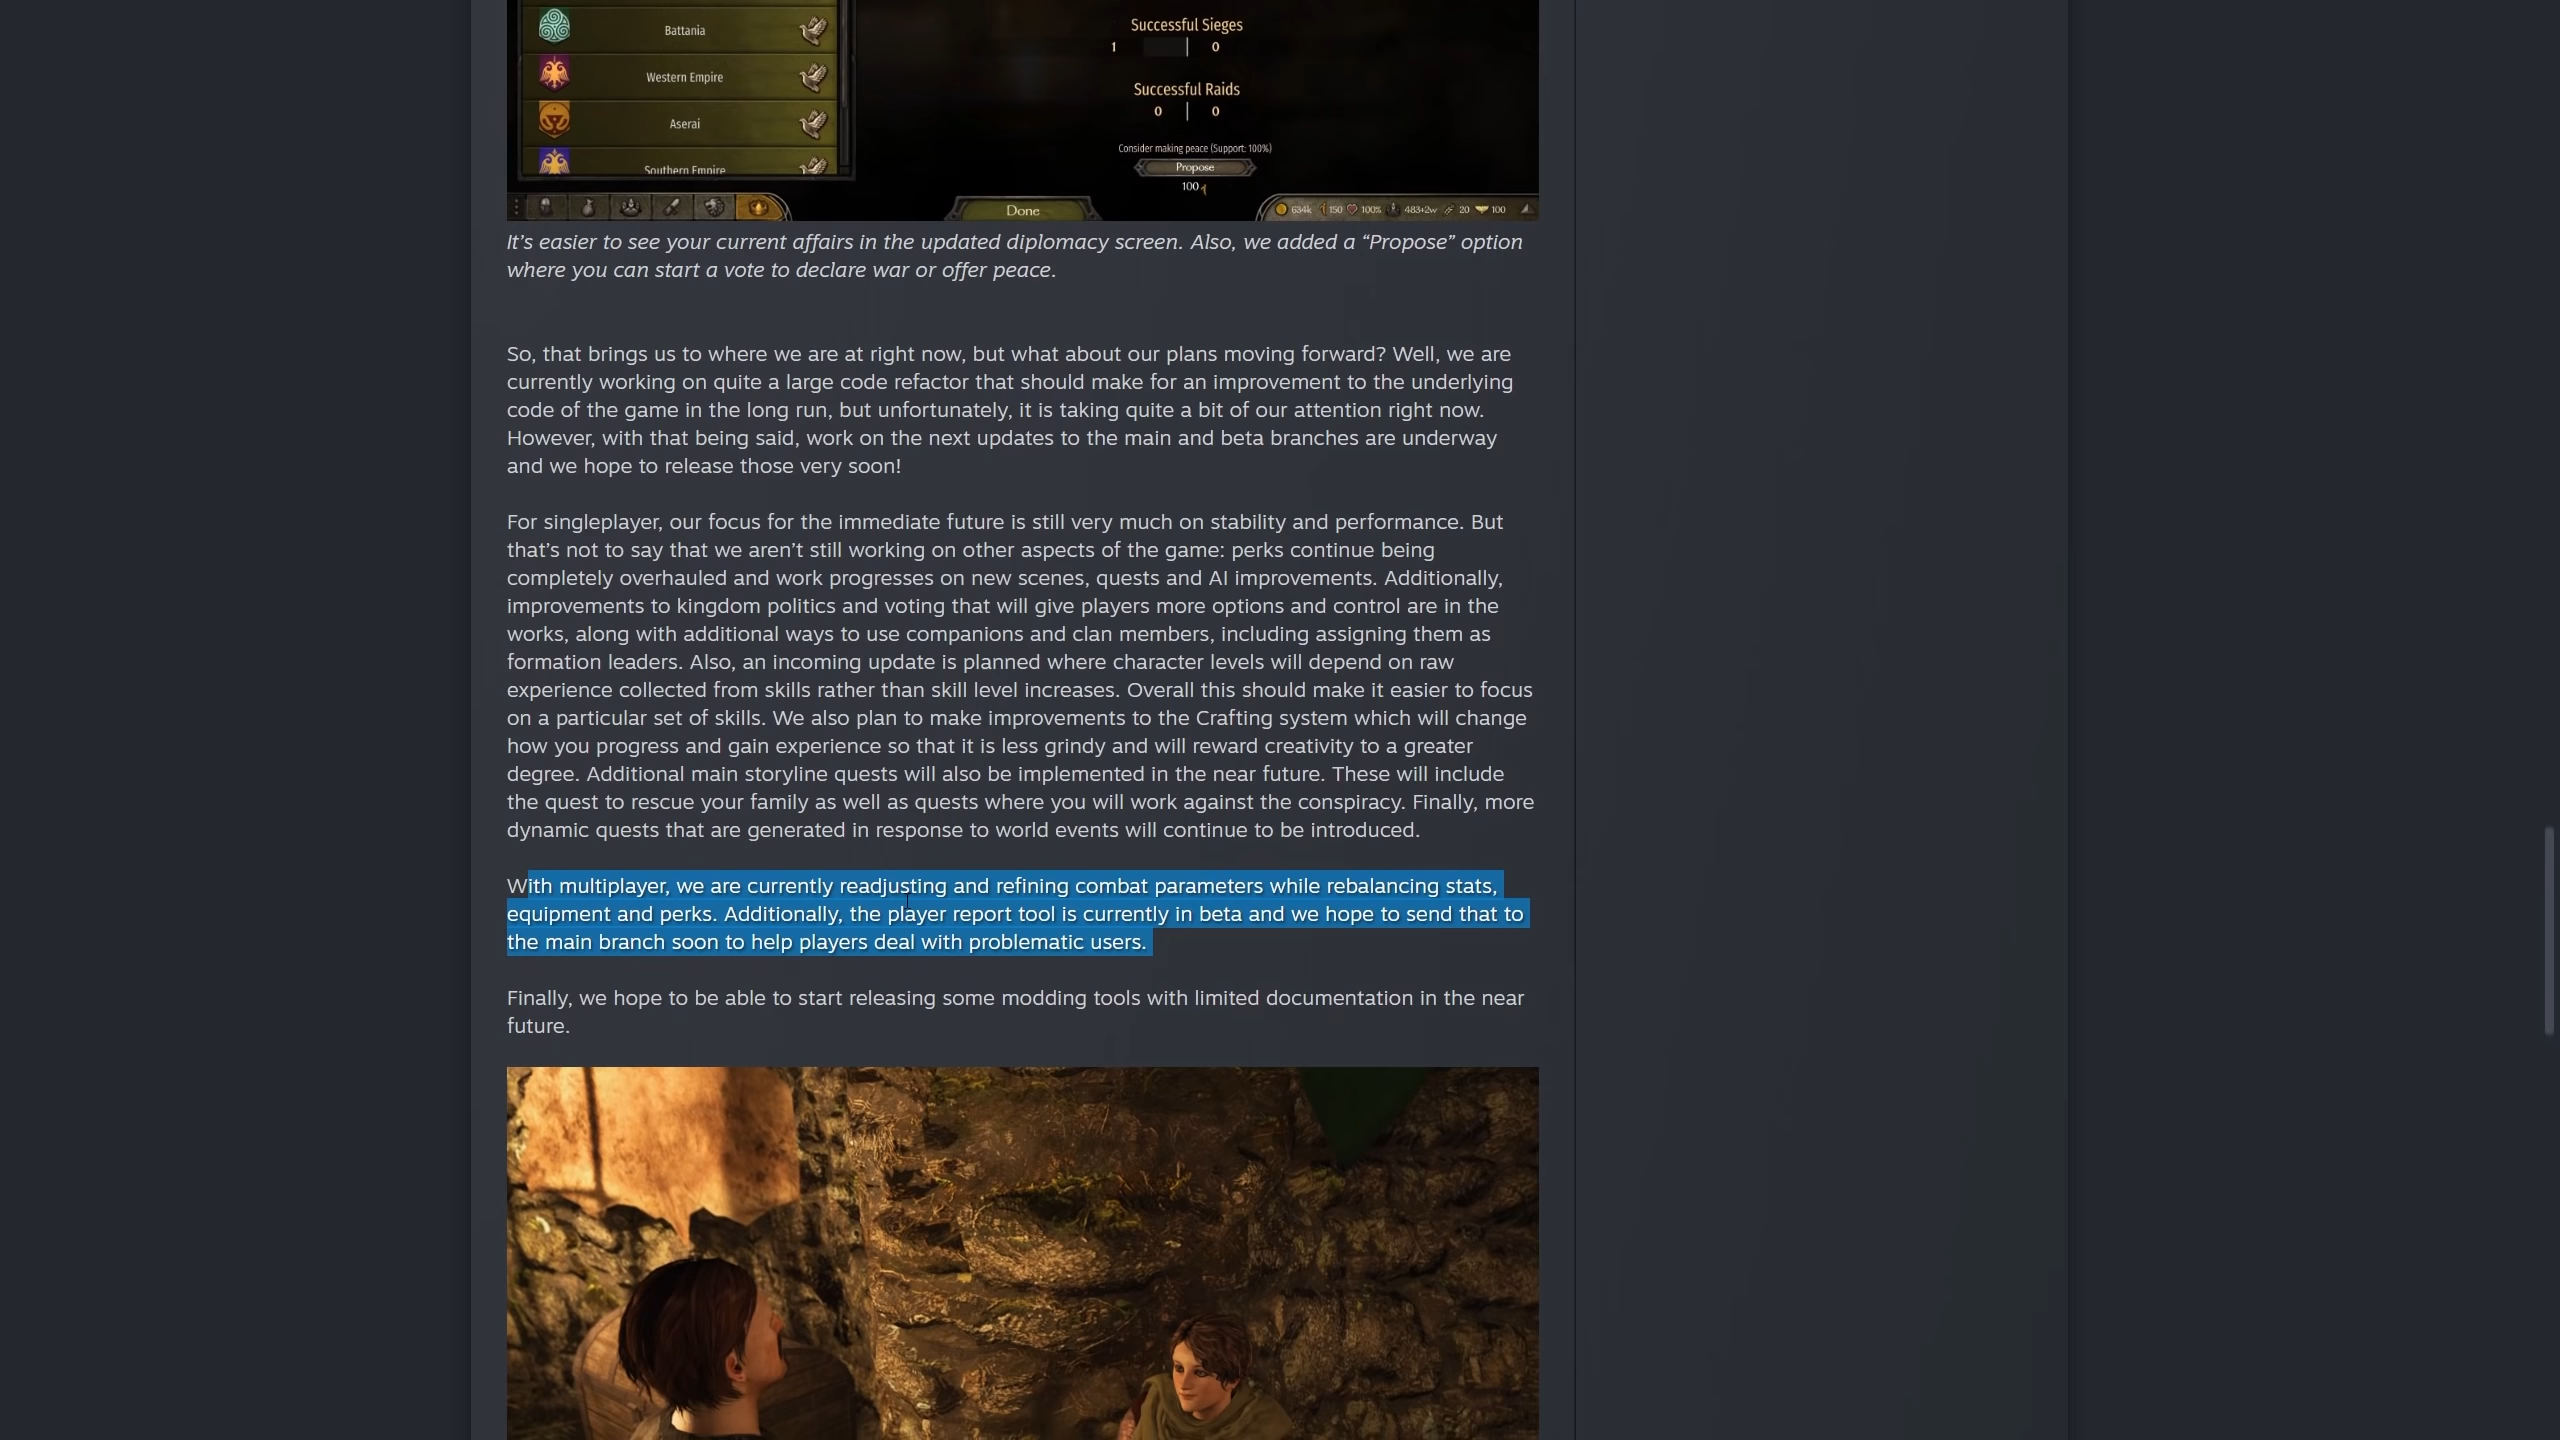 Battania
Western Empire
Aserai
Southern Empire
Successful Sieges
1 0
Successful Raids
0 0
Consider making peace (Support: 100%)
Propose
100
Done
634k 150 100% 483+2w 20 100
It’s easier to see your current affairs in the updated diplomacy screen. Also, we added a “Propose” option
where you can start a vote to declare war or offer peace.
So, that brings us to where we are at right now, but what about our plans moving forward? Well, we are
currently working on quite a large code refactor that should make for an improvement to the underlying
code of the game in the long run, but unfortunately, it is taking quite a bit of our attention right now.
However, with that being said, work on the next updates to the main and beta branches are underway
and we hope to release those very soon!
For singleplayer, our focus for the immediate future is still very much on stability and performance. But
that’s not to say that we aren’t still working on other aspects of the game: perks continue being
completely overhauled and work progresses on new scenes, quests and AI improvements. Additionally,
improvements to kingdom politics and voting that will give players more options and control are in the
works, along with additional ways to use companions and clan members, including assigning them as
formation leaders. Also, an incoming update is planned where character levels will depend on raw
experience collected from skills rather than skill level increases. Overall this should make it easier to focus
on a particular set of skills. We also plan to make improvements to the Crafting system which will change
how you progress and gain experience so that it is less grindy and will reward creativity to a greater
degree. Additional main storyline quests will also be implemented in the near future. These will include
the quest to rescue your family as well as quests where you will work against the conspiracy. Finally, more
dynamic quests that are generated in response to world events will continue to be introduced.
With multiplayer, we are currently readjusting and refining combat parameters while rebalancing stats,
equipment and perks. Additionally, the player report tool is currently in beta and we hope to send that to
the main branch soon to help players deal with problematic users.
Finally, we hope to be able to start releasing some modding tools with limited documentation in the near
future.